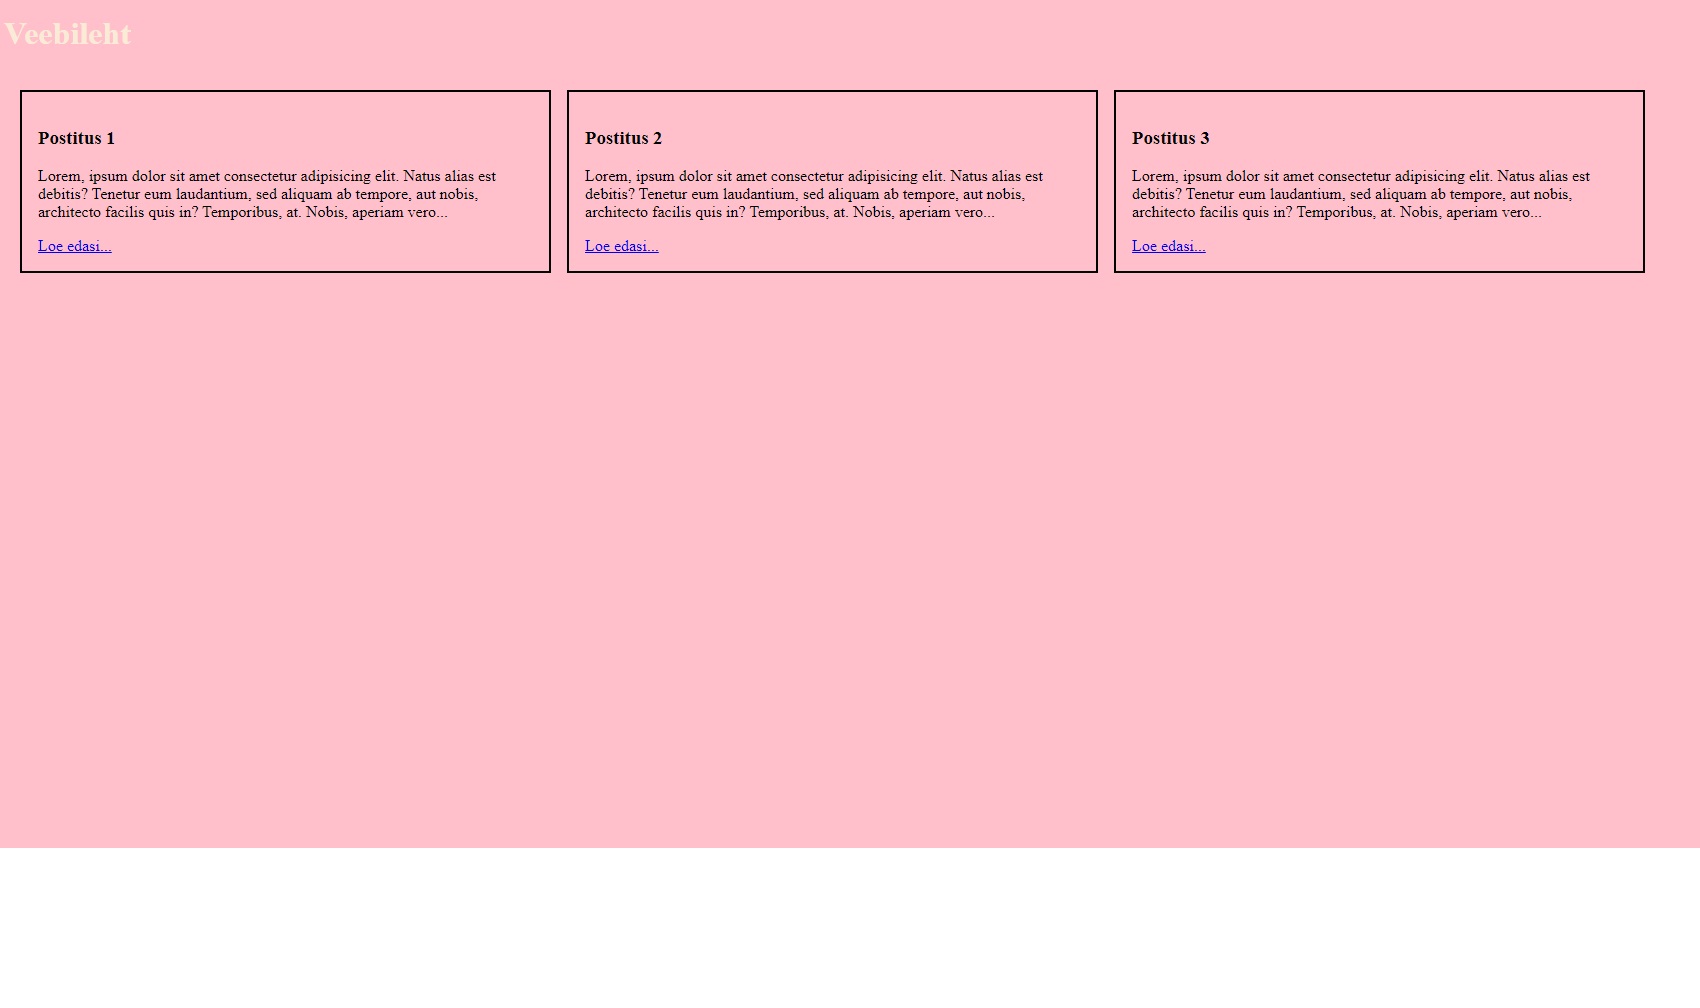 Veebileht
Postitus 1
Lorem, ipsum dolor sit amet consectetur adipisicing elit. Natus alias est
debitis? Tenetur eum laudantium, sed aliquam ab tempore, aut nobis,
architecto facilis quis in? Temporibus, at. Nobis, aperiam vero...
Loe edasi...
Postitus 2
Lorem, ipsum dolor sit amet consectetur adipisicing elit. Natus alias est
debitis? Tenetur eum laudantium, sed aliquam ab tempore, aut nobis,
architecto facilis quis in? Temporibus, at. Nobis, aperiam vero...
Loe edasi...
Postitus 3
Lorem, ipsum dolor sit amet consectetur adipisicing elit. Natus alias est
debitis? Tenetur eum laudantium, sed aliquam ab tempore, aut nobis,
architecto facilis quis in? Temporibus, at. Nobis, aperiam vero...
Loe edasi...